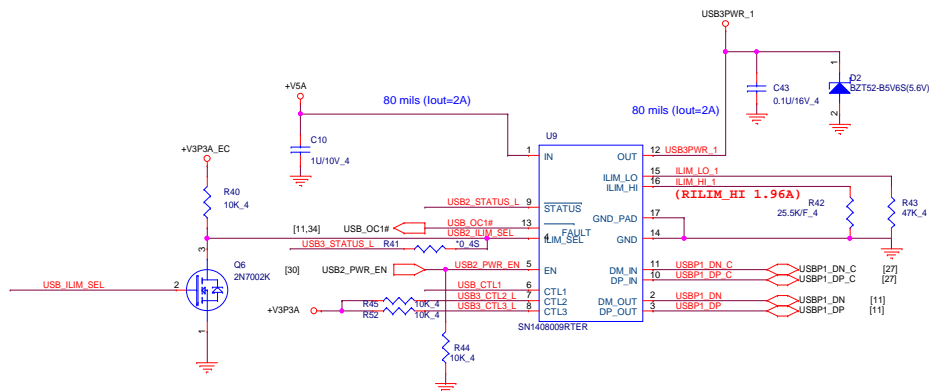 USB3PWR_1
+V5A
80 mils (Iout=2A)
80 mils (Iout=2A)
1
2
D2
BZT52-B5V6S(5.6V)
C43
0.1U/16V_4
C10
1U/10V_4
U9
1
IN
OUT
12
USB3PWR_1
+V3P3A_EC
R40
10K_4
ILIM_LO
15
ILIM_LO_1
ILIM_HI
16
ILIM_HI_1
(RILIM_HI 1.96A)
R42
25.5K/F_4
R43
47K_4
USB2_STATUS_L
9
STATUS
GND_PAD
17
[11,34]
USB_OC1#
USB_OC1#
13
FAULT
USB2_ILIM_SEL
ILIM_SEL
GND
14
USB3_STATUS_L
R41
*0_4S
3
Q6
2N7002K
USB_ILIM_SEL
2
1
[30]
USB2_PWR_EN
USB2_PWR_EN
5
EN
DM_IN
11
USBP1_DN_C
USBP1_DN_C
[27]
DP_IN
10
USBP1_DP_C
USBP1_DP_C
[27]
USB_CTL1
6
CTL1
+V3P3A
R45
10K_4
USB3_CTL2_L
7
CTL2
R52
10K_4
USB3_CTL3_L
8
CTL3
DM_OUT
2
USBP1_DN
USBP1_DN
[11]
DP_OUT
3
USBP1_DP
USBP1_DP
[11]
SN1408009RTER
R44
10K_4